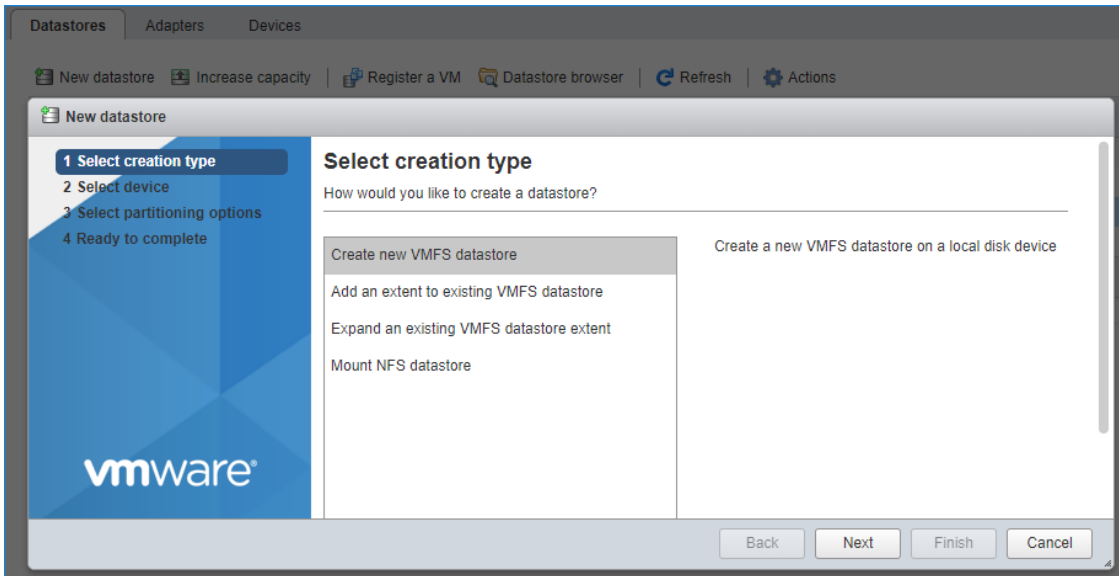 Datastores Adapters Devices
New datastore Increase capacity Register a VM Datastore browser Refresh Actions
New datastore
1 Select creation type
2 Select device
3 Select partitioning options
4 Ready to complete
vmware®
Select creation type
How would you like to create a datastore?
Create new VMFS datastore
Add an extent to existing VMFS datastore
Expand an existing VMFS datastore extent
Mount NFS datastore
Create a new VMFS datastore on a local disk device
Back Next Finish Cancel